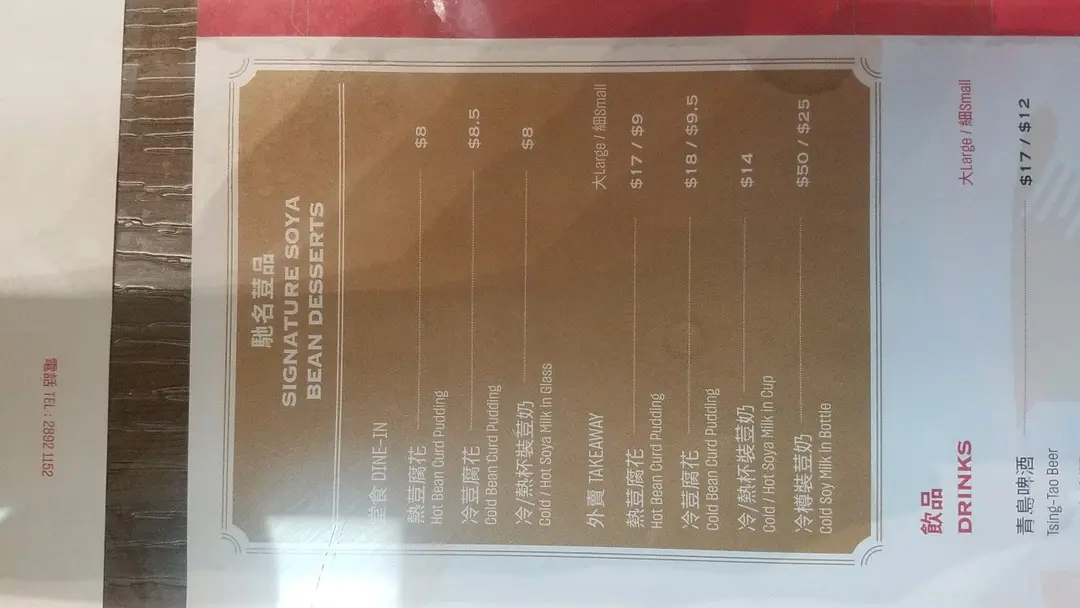 電話 TEL : 2892 1152
馳名荳品
SIGNATURE SOYA
BEAN DESSERTS
堂食 DINE-IN
熱荳腐花 $8
Hot Bean Curd Pudding
冷荳腐花 $8.5
Cold Bean Curd Pudding
冷/熱杯裝荳奶 $8
Cold / Hot Soya Milk in Glass
外賣 TAKEAWAY 大Large / 細Small
熱荳腐花 $17 / $9
Hot Bean Curd Pudding
冷荳腐花 $18 / $9.5
Cold Bean Curd Pudding
冷/熱杯裝荳奶 $14
Cold / Hot Soya Milk in Cup
冷樽裝荳奶 $50 / $25
Cold Soy Milk in Bottle
飲品
DRINKS 大Large / 細Small
青島啤酒 $17 / $12
Tsing-Tao Beer